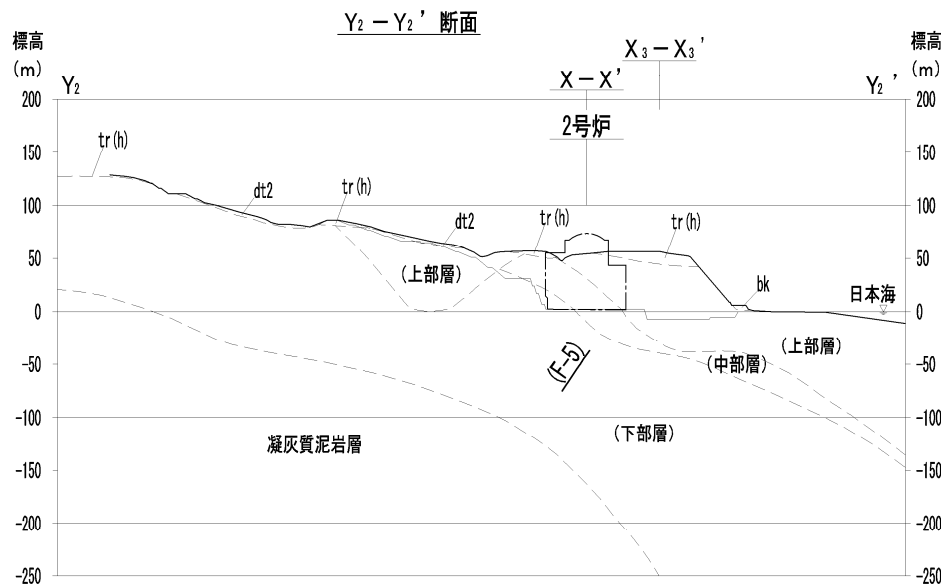 Y₂－Y₂’断面
標高
(m)
標高
(m)
X₃－X₃’
X－X’
Y₂
Y₂’
2号炉
200
150
100
50
0
-50
-100
-150
-200
-250
200
150
100
50
0
-50
-100
-150
-200
-250
tr(h)
dt2
tr(h)
dt2
tr(h)
tr(h)
(上部層)
bk
日本海
(F-5)
(上部層)
(中部層)
(下部層)
凝灰質泥岩層